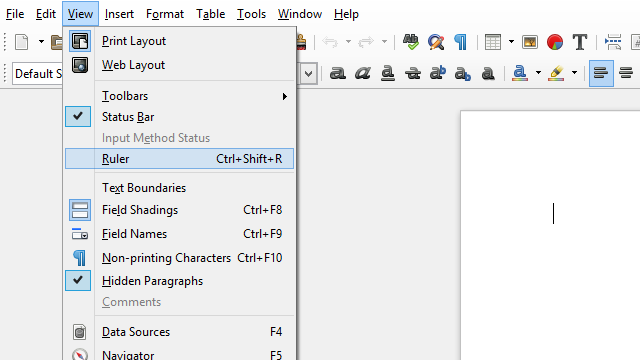 File Edit View Insert Format Table Tools Window Help
Print Layout
Web Layout
Default S
Toolbars
Status Bar
Input Method Status
Ruler Ctrl+Shift+R
Text Boundaries
Field Shadings Ctrl+F8
Field Names Ctrl+F9
Non-printing Characters Ctrl+F10
Hidden Paragraphs
Comments
Data Sources F4
Navigator F5